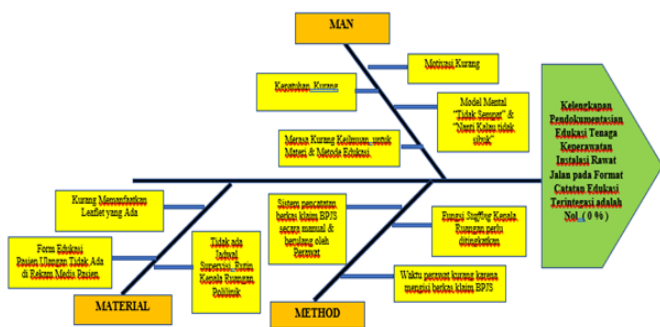 MAN
Motivasi Kurang
Kepatuhan Kurang
Model Mental
"Tidak Sempat" &
"Nanti Kalau tidak
sibuk"
Merasa Kurang Keilmuan untuk
Materi & Metoda Edukasi
Kelengkapan
Pendokumentasian
Edukasi Tenaga
Keperawatan
Instalasi Rawat
Jalan pada Format
Catatan Edukasi
Terintegasi adalah
Nol ( 0 % )
Kurang Memanfaatkan
Leaflet yang Ada
Form Edukasi
Pasien Ulangan Tidak Ada
di Rekam Medis Pasien
Tidak ada
Jadwal
Supervisi Rutin
Kepala Ruangan
Poliklinik
MATERIAL
Sistem pencatatan
berkas klaim BPJS
secara manual &
berulang oleh
Perawat
Fungsi Staffing Kepala
Ruangan perlu
ditingkatkan
Waktu perawat kurang karena
mengisi berkas klaim BPJS
METHOD